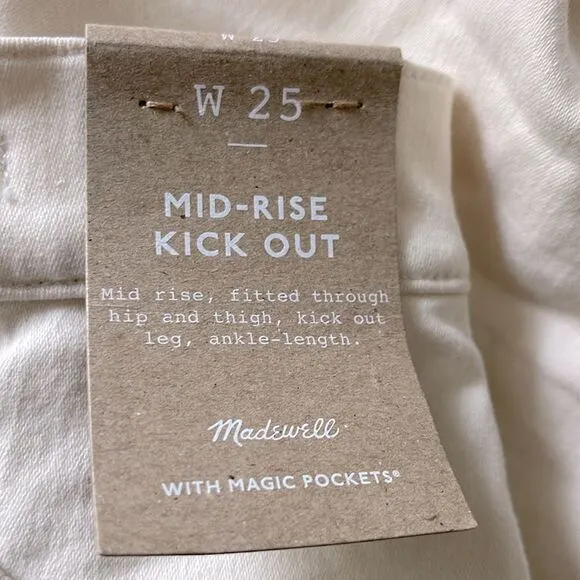 W 25
W 25
MID-RISE
KICK OUT
Mid rise, fitted through
hip and thigh, kick out
leg, ankle-length.
Madewell
WITH MAGIC POCKETS®